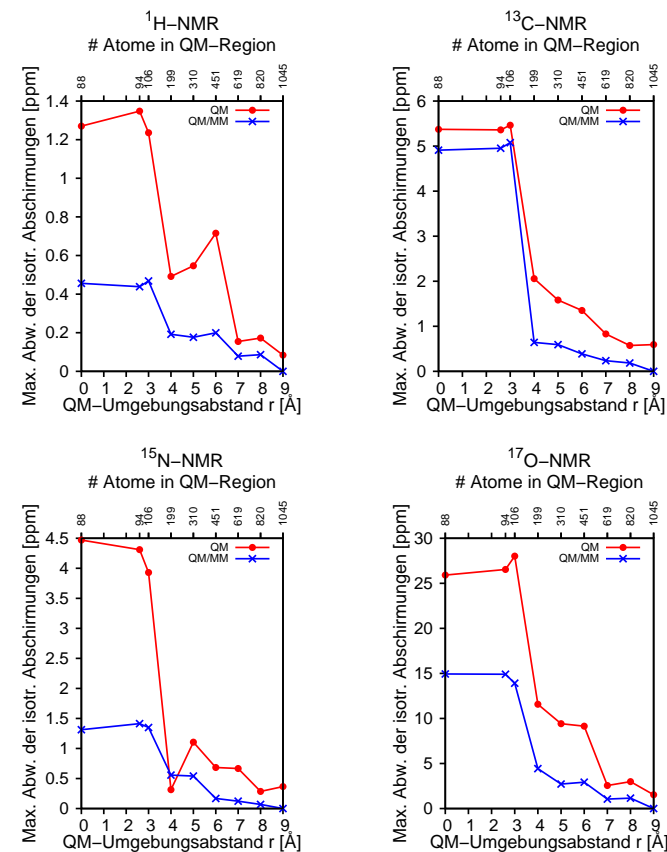 ¹H−NMR
# Atome in QM−Region
88 94 106 199 310 451 619 820 1045
Max. Abw. der isotr. Abschirmungen [ppm]
1.4
1.2
1
0.8
0.6
0.4
0.2
0
QM
QM/MM
0 1 2 3 4 5 6 7 8 9
QM−Umgebungsabstand r [Å]
¹³C−NMR
# Atome in QM−Region
88 94 106 199 310 451 619 820 1045
Max. Abw. der isotr. Abschirmungen [ppm]
6
5
4
3
2
1
0
QM
QM/MM
0 1 2 3 4 5 6 7 8 9
QM−Umgebungsabstand r [Å]
¹⁵N−NMR
# Atome in QM−Region
88 94 106 199 310 451 619 820 1045
Max. Abw. der isotr. Abschirmungen [ppm]
4.5
4
3.5
3
2.5
2
1.5
1
0.5
0
QM
QM/MM
0 1 2 3 4 5 6 7 8 9
QM−Umgebungsabstand r [Å]
¹⁷O−NMR
# Atome in QM−Region
88 94 106 199 310 451 619 820 1045
Max. Abw. der isotr. Abschirmungen [ppm]
30
25
20
15
10
5
0
QM
QM/MM
0 1 2 3 4 5 6 7 8 9
QM−Umgebungsabstand r [Å]